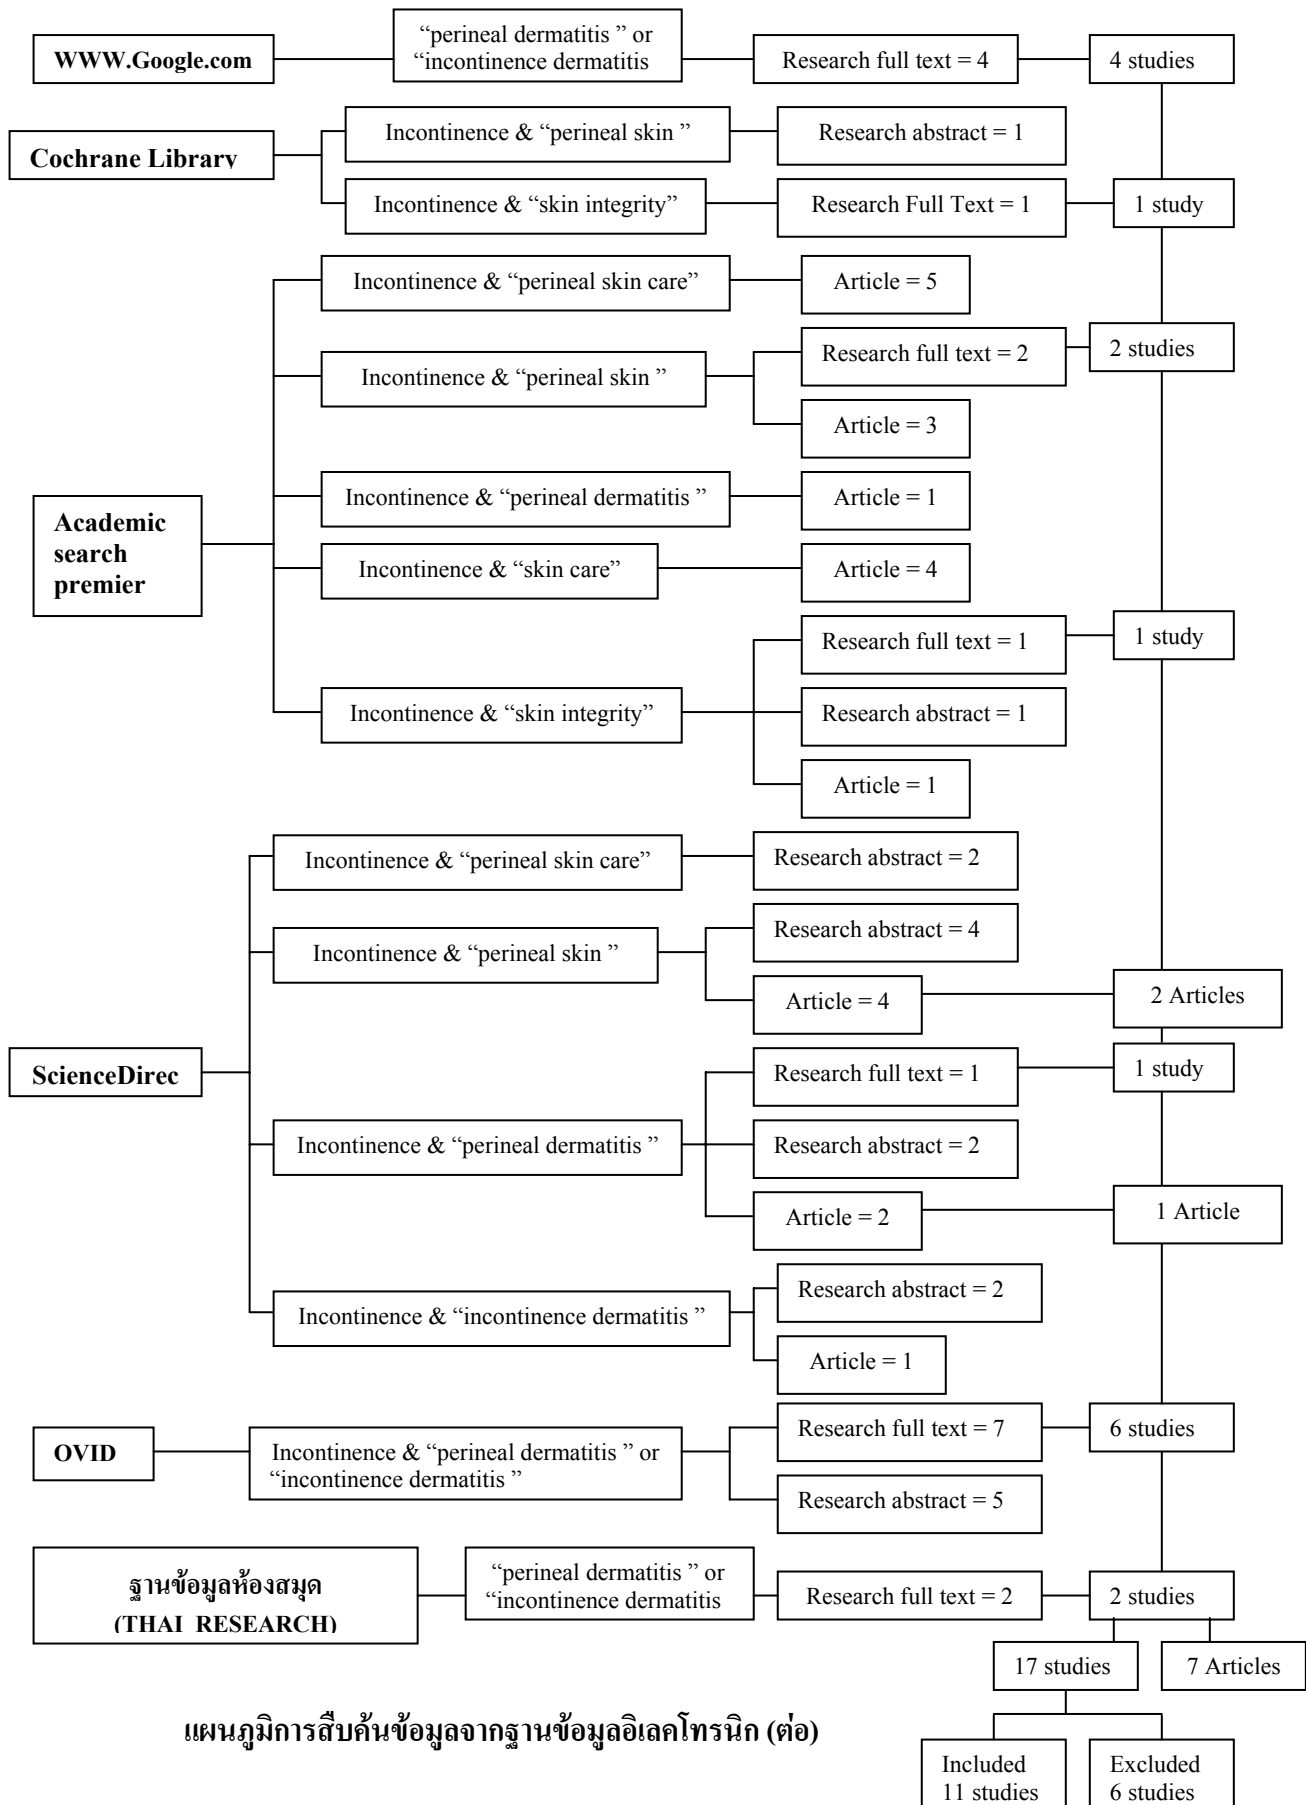 WWW.Google.com
“perineal dermatitis ” or
“incontinence dermatitis
Research full text = 4
4 studies
Cochrane Library
Incontinence & “perineal skin ”
Research abstract = 1
Incontinence & “skin integrity”
Research Full Text = 1
1 study
Academic
search
premier
Incontinence & “perineal skin care”
Article = 5
Incontinence & “perineal skin ”
Research full text = 2
2 studies
Article = 3
Incontinence & “perineal dermatitis ”
Article = 1
Incontinence & “skin care”
Article = 4
Incontinence & “skin integrity”
Research full text = 1
1 study
Research abstract = 1
Article = 1
ScienceDirec
Incontinence & “perineal skin care”
Research abstract = 2
Incontinence & “perineal skin ”
Research abstract = 4
Article = 4
2 Articles
Incontinence & “perineal dermatitis ”
Research full text = 1
1 study
Research abstract = 2
Article = 2
1 Article
Incontinence & “incontinence dermatitis ”
Research abstract = 2
Article = 1
OVID
Incontinence & “perineal dermatitis ” or
“incontinence dermatitis ”
Research full text = 7
6 studies
Research abstract = 5
ฐานข้อมูลห้องสมุด
(THAI RESEARCH)
“perineal dermatitis ” or
“incontinence dermatitis
Research full text = 2
2 studies
17 studies
7 Articles
แผนภูมิการสืบค้นข้อมูลจากฐานข้อมูลอิเลคโทรนิก (ต่อ)
Included
11 studies
Excluded
6 studies